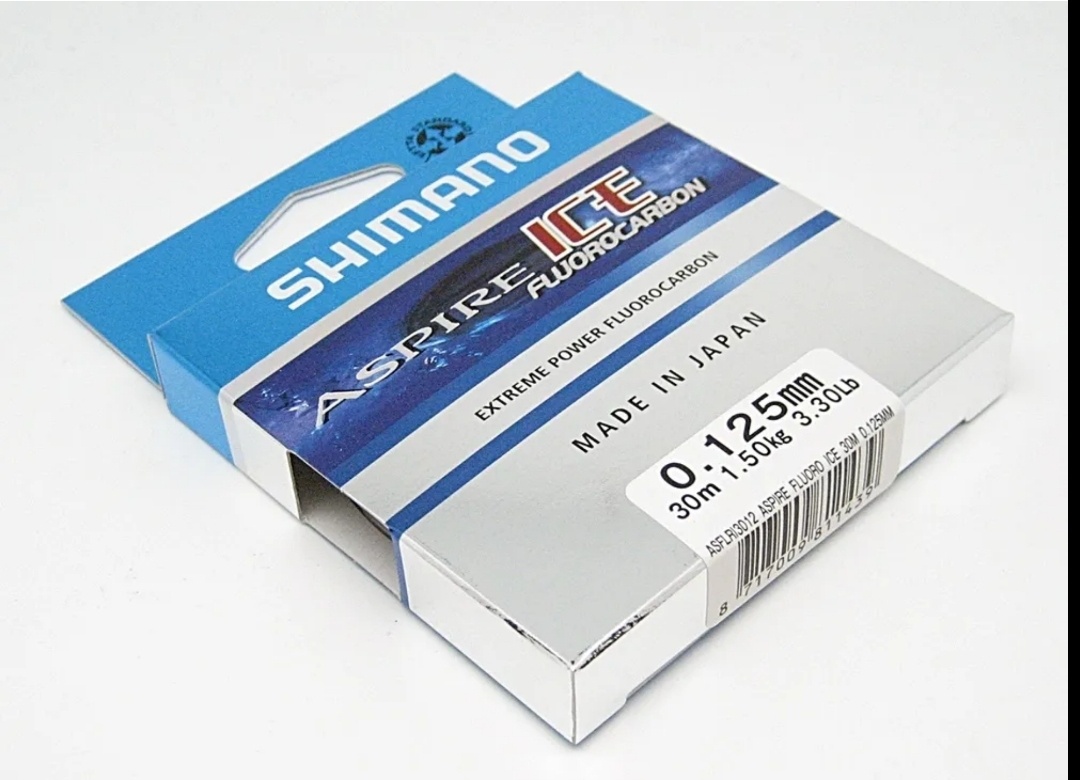 SHIMANO
ASPIRE ICE
FLUOROCARBON
EXTREME POWER FLUOROCARBON
MADE IN JAPAN
0.125mm
30m 1.50kg 3.30Lb
ASFLRI3012 ASPIRE FLUORO ICE 30M 0.125MM
8 717009 811439